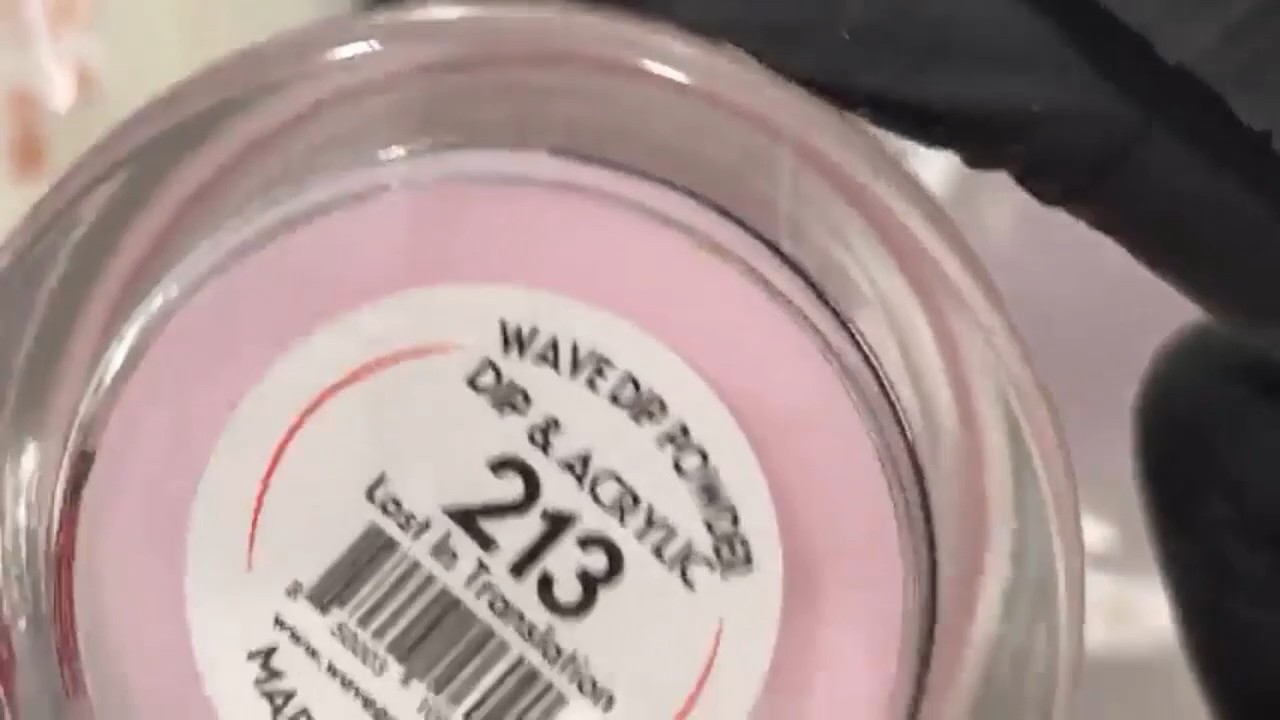 WAVE DIP POWDER
DIP & ACRYLIC
213
Lost In Translation